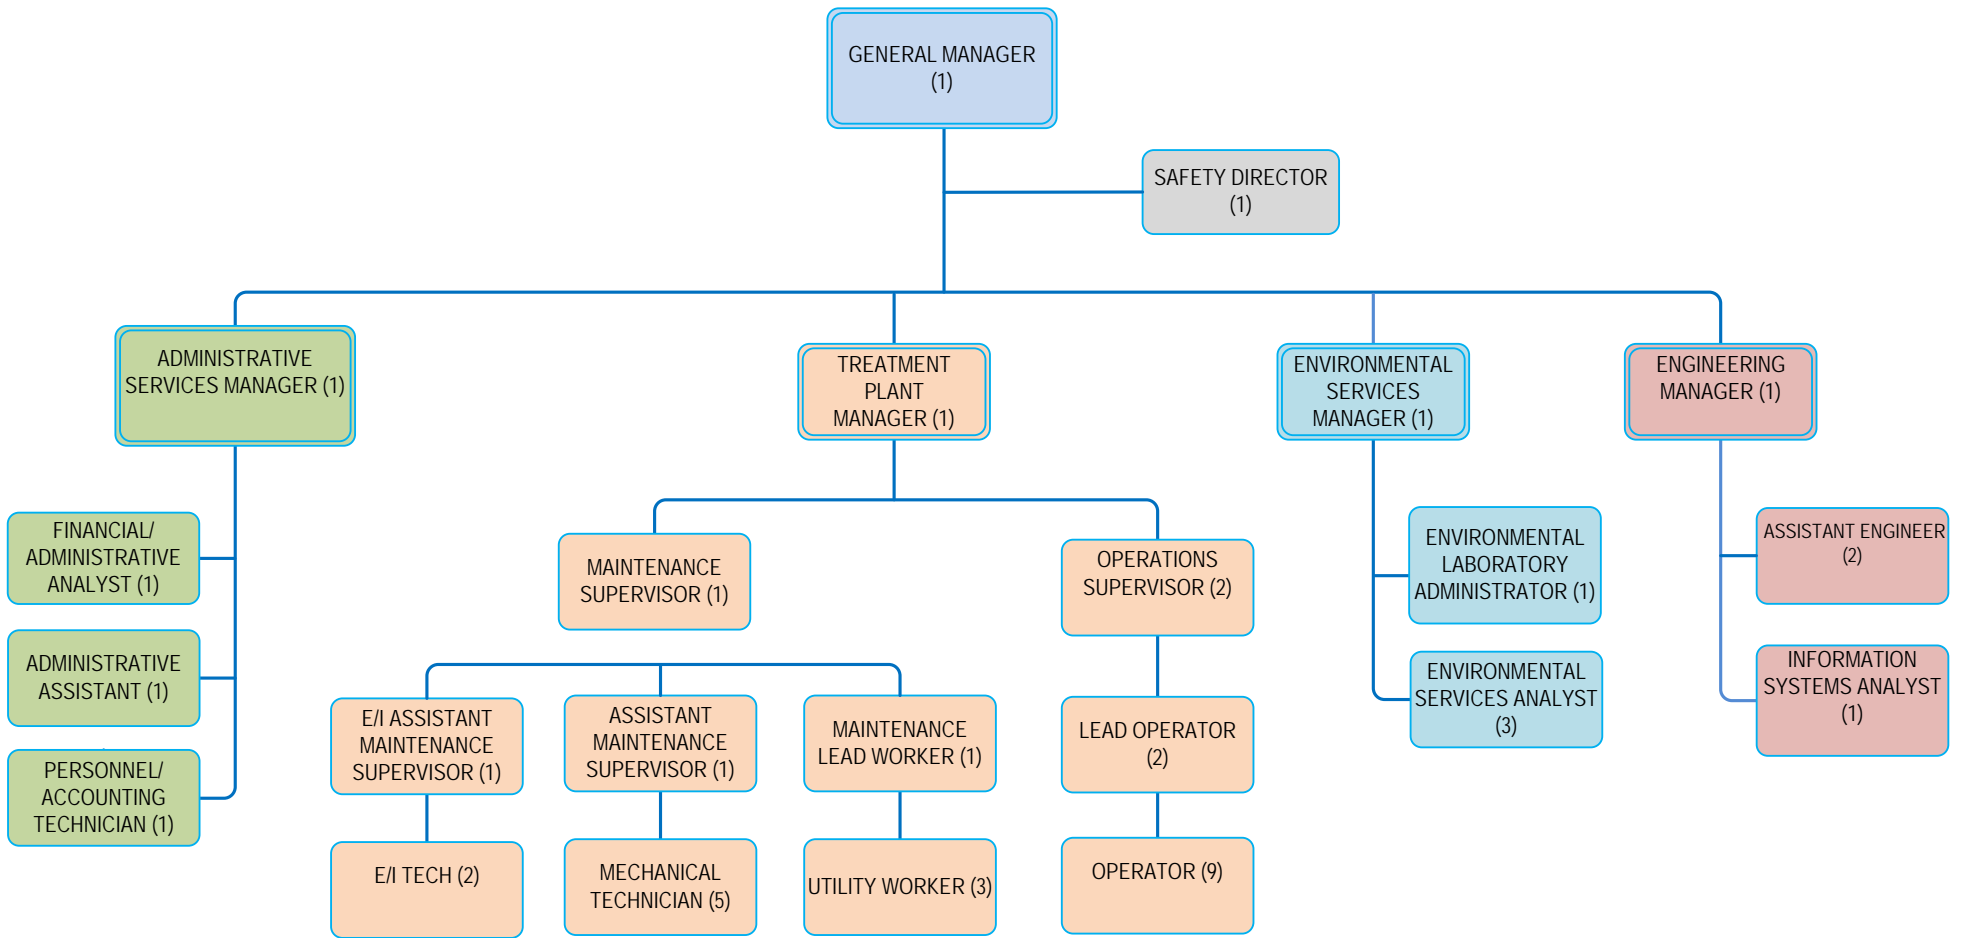 GENERAL MANAGER
(1)
SAFETY DIRECTOR
(1)
ADMINISTRATIVE
SERVICES MANAGER (1)
TREATMENT
PLANT
MANAGER (1)
ENVIRONMENTAL
SERVICES
MANAGER (1)
ENGINEERING
MANAGER (1)
FINANCIAL/
ADMINISTRATIVE
ANALYST (1)
MAINTENANCE
SUPERVISOR (1)
OPERATIONS
SUPERVISOR (2)
ENVIRONMENTAL
LABORATORY
ADMINISTRATOR (1)
ASSISTANT ENGINEER
(2)
ADMINISTRATIVE
ASSISTANT (1)
E/I ASSISTANT
MAINTENANCE
SUPERVISOR (1)
ASSISTANT
MAINTENANCE
SUPERVISOR (1)
MAINTENANCE
LEAD WORKER (1)
LEAD OPERATOR
(2)
ENVIRONMENTAL
SERVICES ANALYST
(3)
INFORMATION
SYSTEMS ANALYST
(1)
PERSONNEL/
ACCOUNTING
TECHNICIAN (1)
E/I TECH (2)
MECHANICAL
TECHNICIAN (5)
UTILITY WORKER (3)
OPERATOR (9)